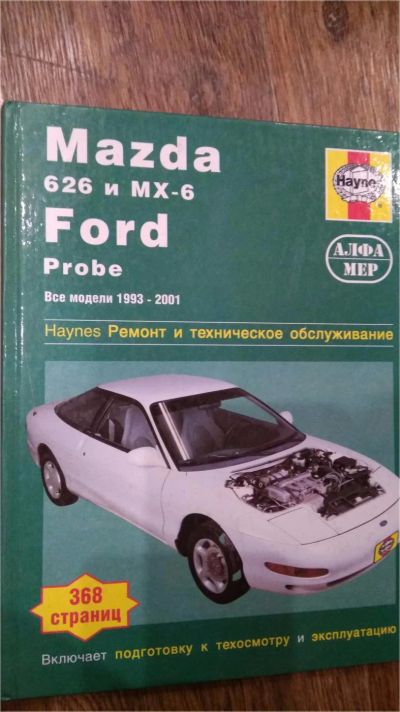 Mazda
626 и MX-6
Ford
Probe
Все модели 1993 - 2001
Haynes
АЛФА
МЕР
Haynes Ремонт и техническое обслуживание
368
страниц
Включает подготовку к техосмотру и эксплуатацию